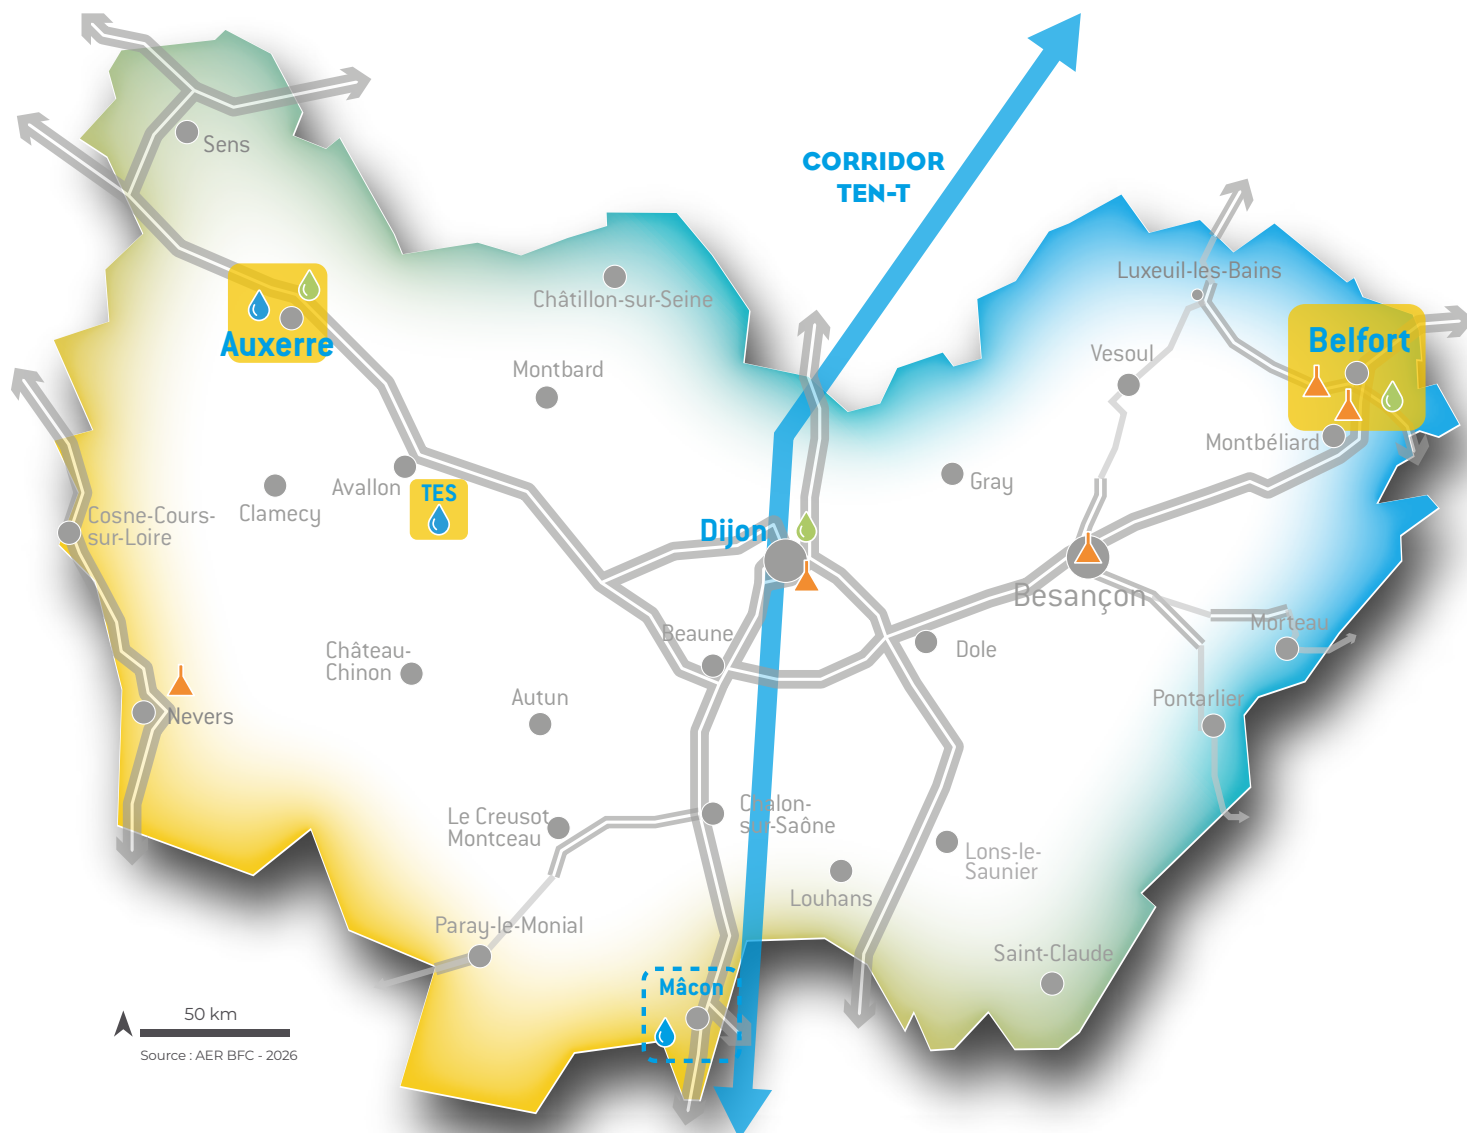 CORRIDOR
TEN-T
Sens
Luxeuil-les-Bains
Châtillon-sur-Seine
Auxerre
Belfort
Vesoul
Montbard
Montbéliard
Avallon
TES
Gray
Clamecy
Cosne-Cours-
sur-Loire
Dijon
Besançon
Morteau
Beaune
Dole
Château-
Chinon
Autun
Pontarlier
Nevers
Le Creusot
Montceau
Chalon-
sur-Saône
Lons-le-
Saunier
Louhans
Paray-le-Monial
Saint-Claude
Mâcon
50 km
Source : AER BFC - 2026